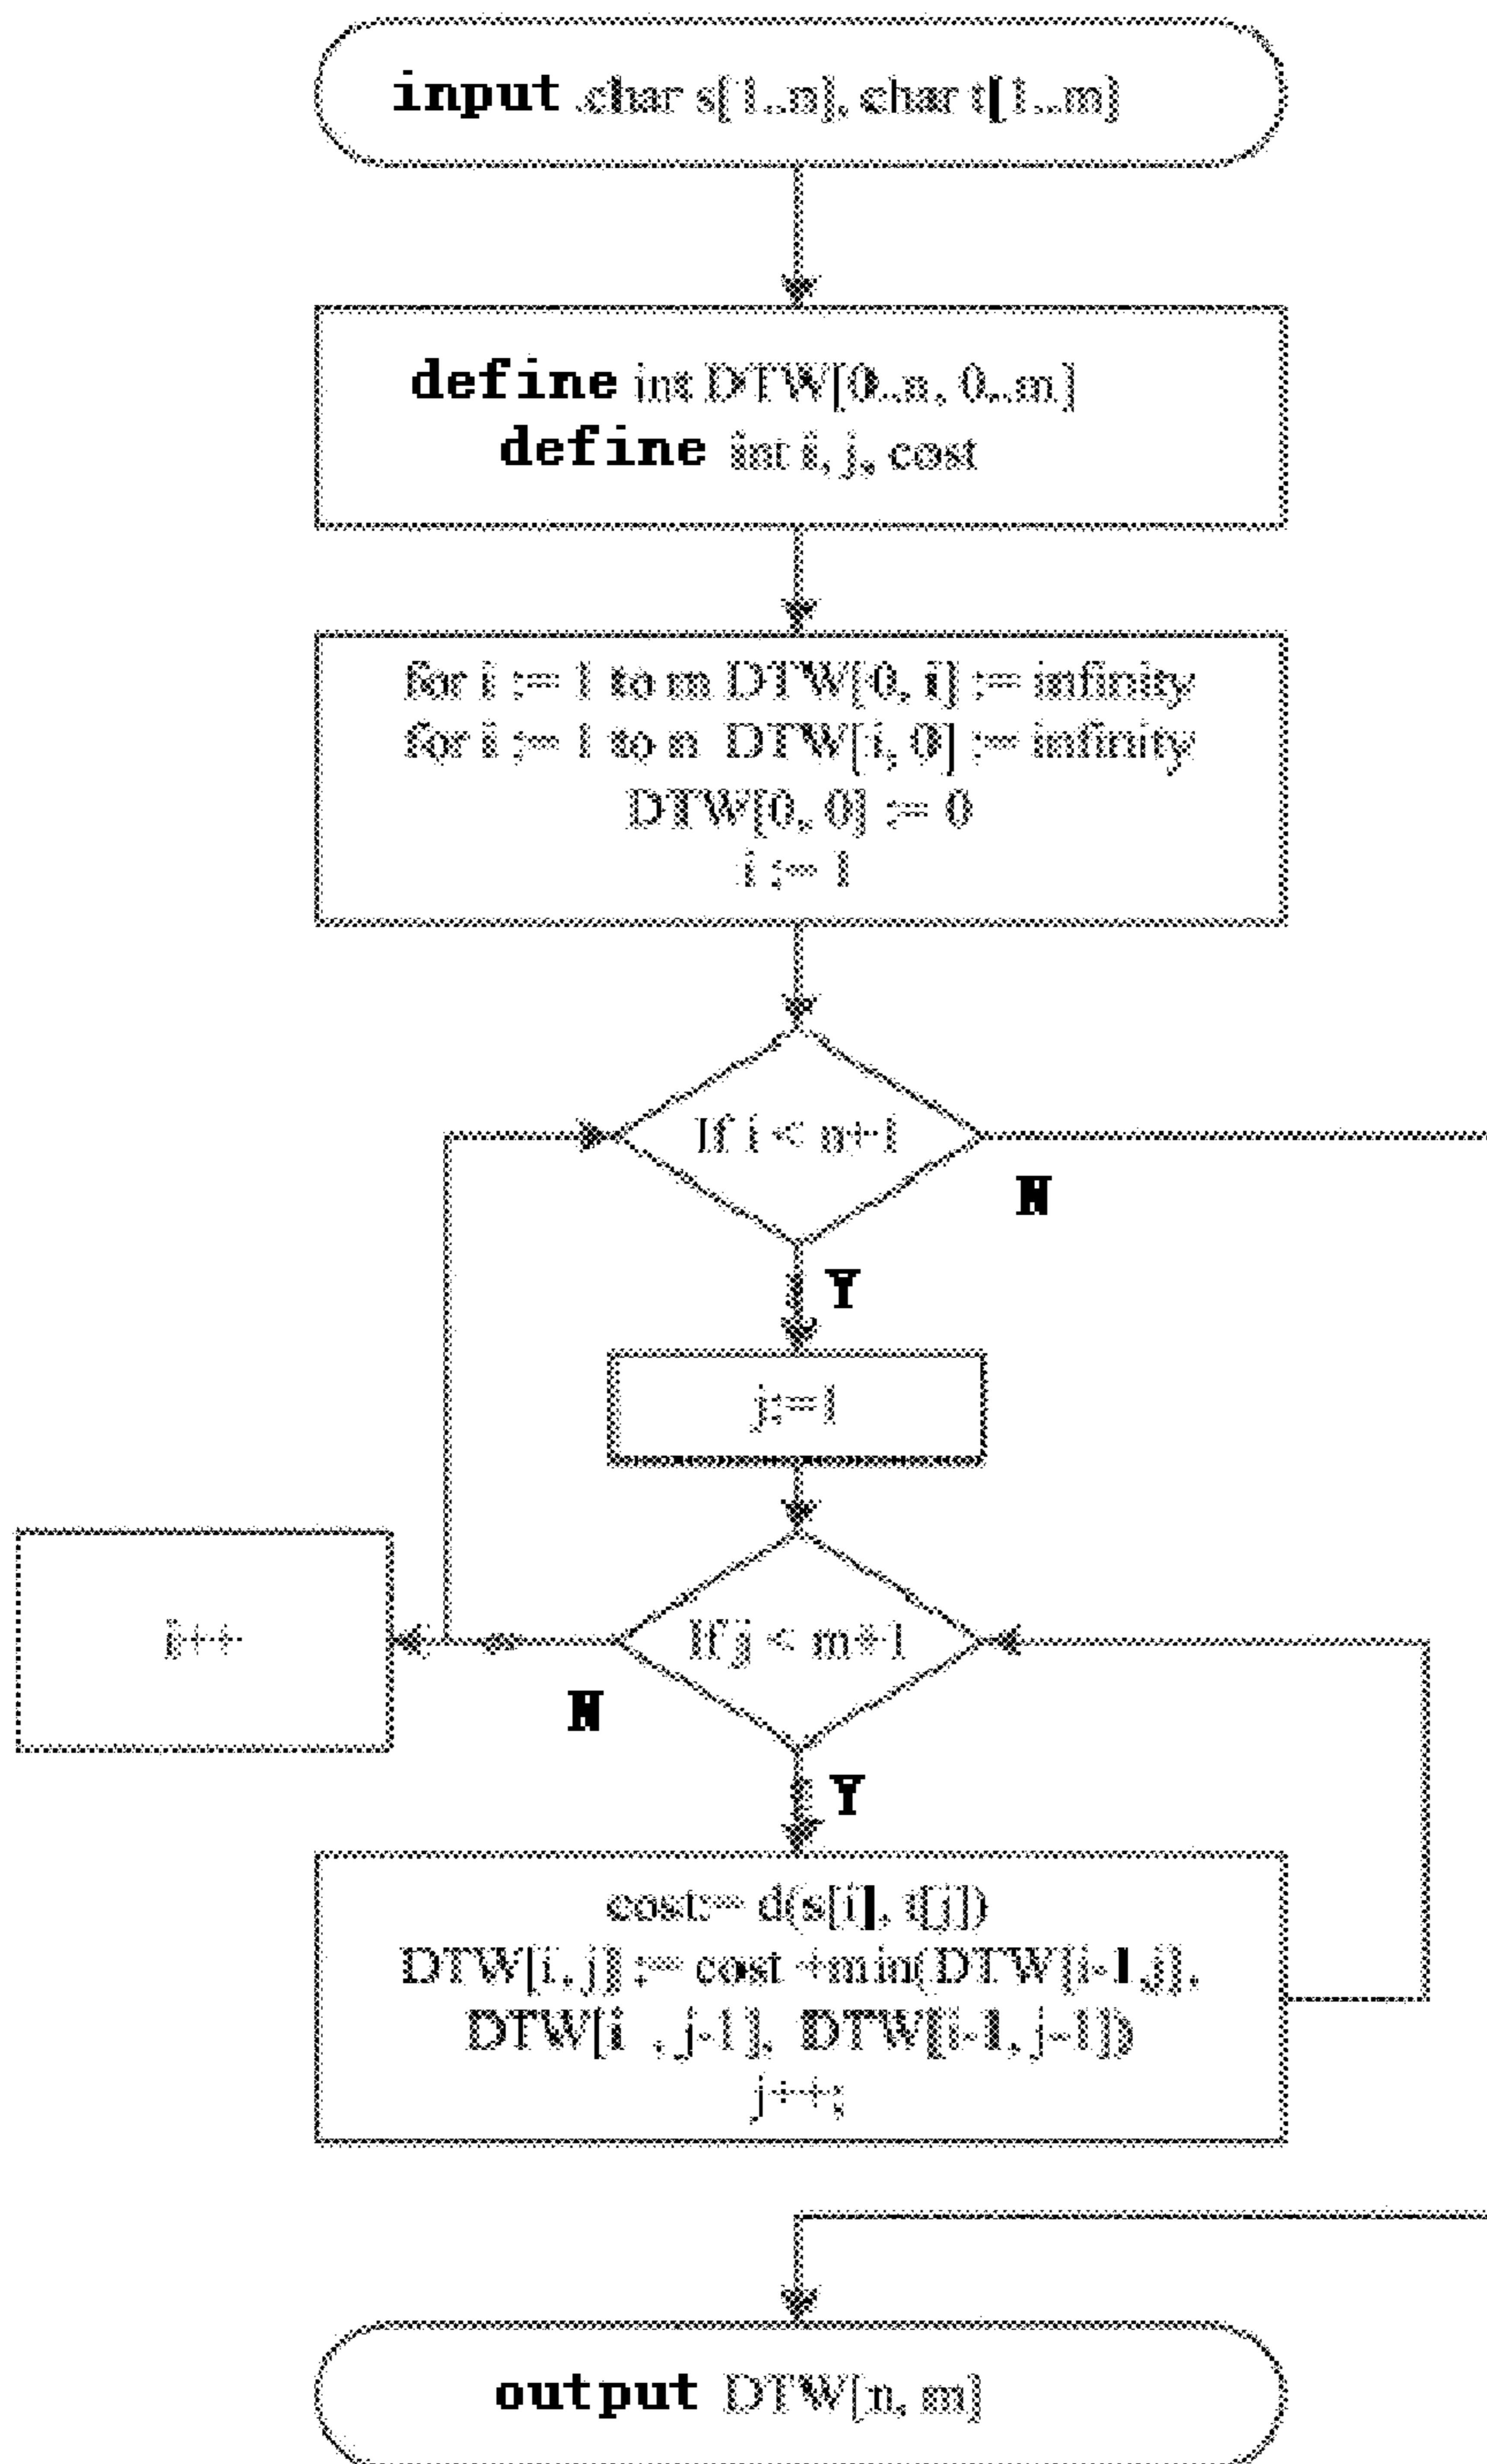 input char s[1..n], char t[1..m]
define int DTW[0..n, 0..m]
define int i, j, cost
for i := 1 to m DTW[0, i] := infinity
for i := 1 to n DTW[i, 0] := infinity
DTW[0, 0] := 0
i := 1
If i < n+1
N
Y
j:=1
i++
If j < m+1
N
Y
cost:= d(s[i], t[j])
DTW[i, j] := cost +min(DTW[i-1,j],
DTW[i , j-1], DTW[i-1, j-1])
j++;
output DTW[n, m]